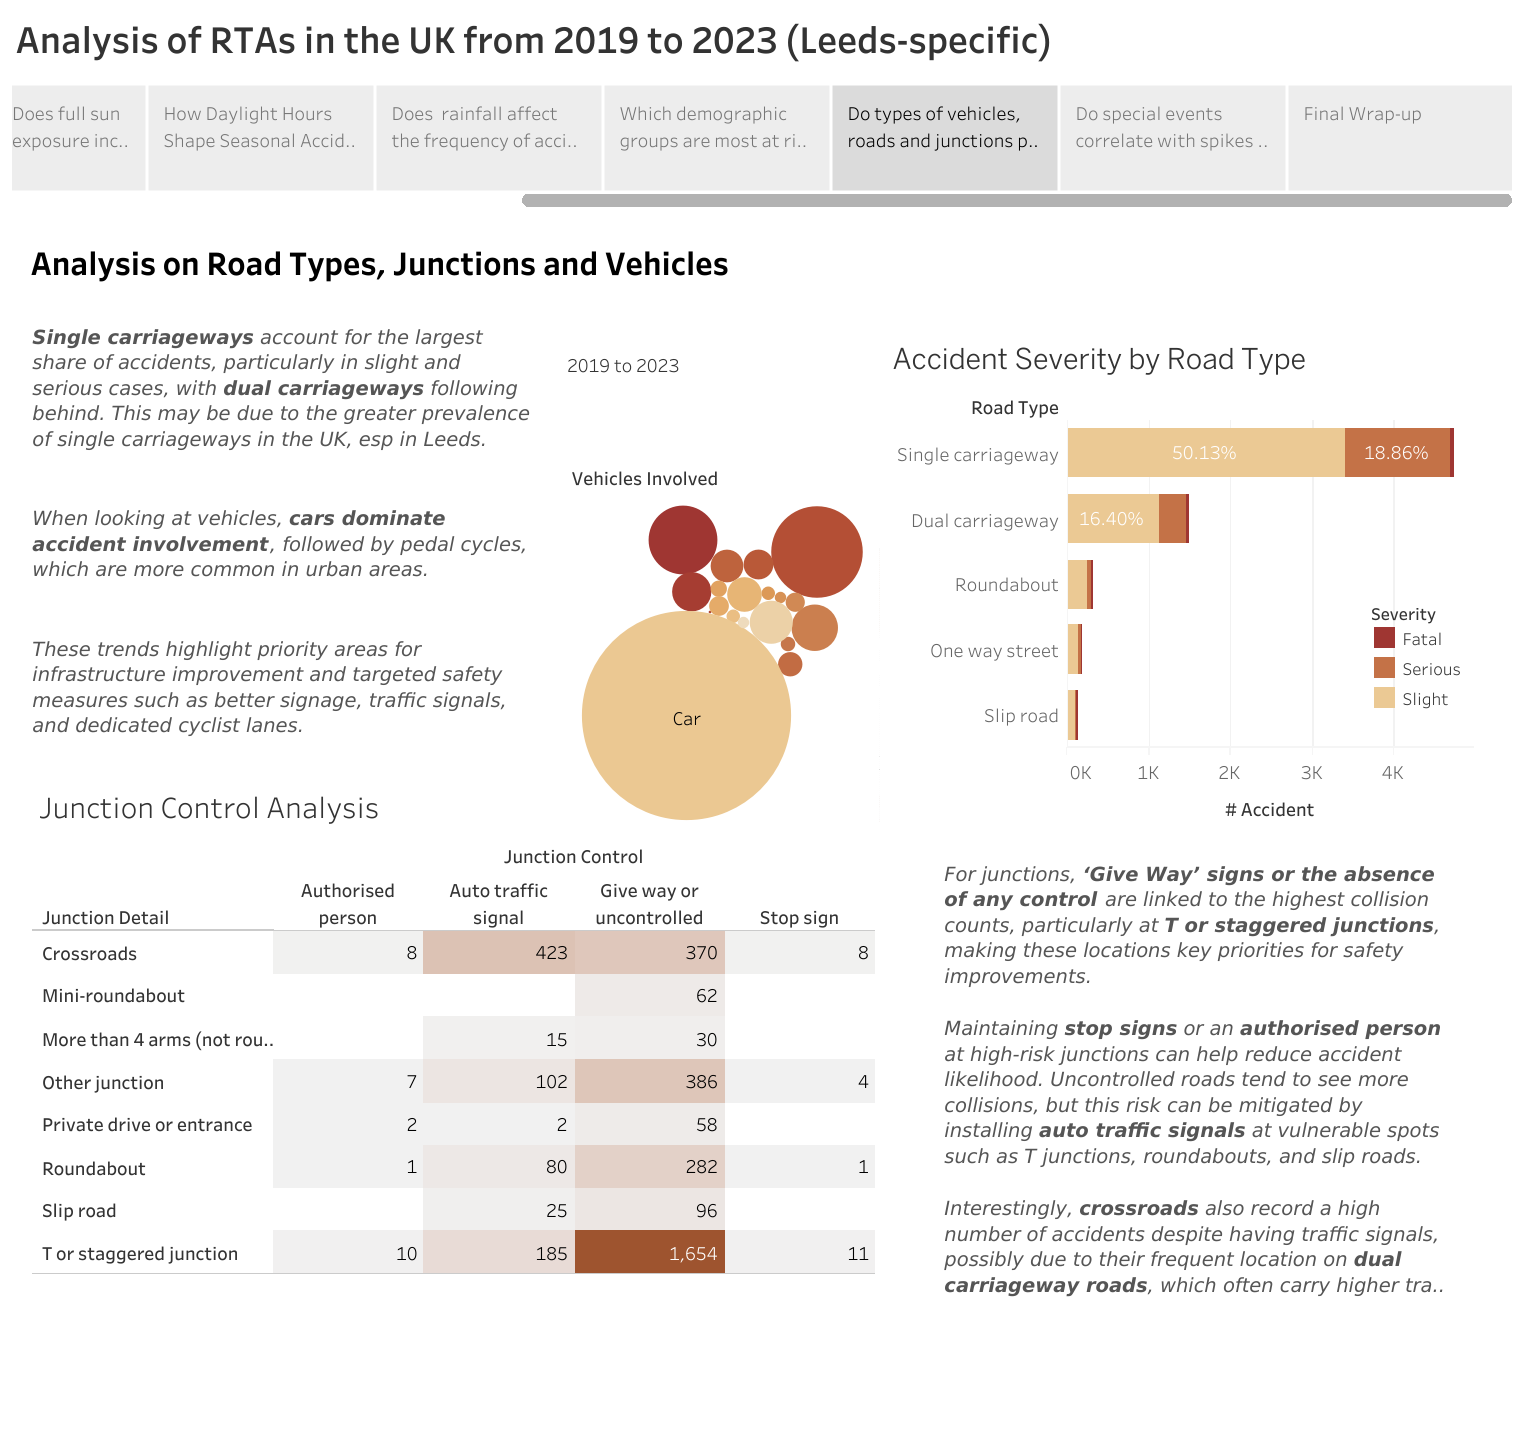 Analysis of RTAs in the UK from 2019 to 2023 (Leeds-specific)
Does full sun
exposure inc..
How Daylight Hours
Shape Seasonal Accid..
Does rainfall affect
the frequency of acci..
Which demographic
groups are most at ri..
Do types of vehicles,
roads and junctions p..
Do special events
correlate with spikes ..
Final Wrap-up
Analysis on Road Types, Junctions and Vehicles
Single carriageways account for the largest
share of accidents, particularly in slight and
serious cases, with dual carriageways following
behind. This may be due to the greater prevalence
of single carriageways in the UK, esp in Leeds.
When looking at vehicles, cars dominate
accident involvement, followed by pedal cycles,
which are more common in urban areas.
These trends highlight priority areas for
infrastructure improvement and targeted safety
measures such as better signage, traffic signals,
and dedicated cyclist lanes.
2019 to 2023
Vehicles Involved
Car
Accident Severity by Road Type
Road Type
Single carriageway 50.13% 18.86%
Dual carriageway 16.40%
Roundabout
One way street
Slip road
Severity
Fatal
Serious
Slight
0K 1K 2K 3K 4K
# Accident
Junction Control Analysis
Junction Control
Junction Detail
Authorised
person
Auto traffic
signal
Give way or
uncontrolled
Stop sign
Crossroads 8 423 370 8
Mini-roundabout 62
More than 4 arms (not rou.. 15 30
Other junction 7 102 386 4
Private drive or entrance 2 2 58
Roundabout 1 80 282 1
Slip road 25 96
T or staggered junction 10 185 1,654 11
For junctions, ‘Give Way’ signs or the absence
of any control are linked to the highest collision
counts, particularly at T or staggered junctions,
making these locations key priorities for safety
improvements.
Maintaining stop signs or an authorised person
at high-risk junctions can help reduce accident
likelihood. Uncontrolled roads tend to see more
collisions, but this risk can be mitigated by
installing auto traffic signals at vulnerable spots
such as T junctions, roundabouts, and slip roads.
Interestingly, crossroads also record a high
number of accidents despite having traffic signals,
possibly due to their frequent location on dual
carriageway roads, which often carry higher tra..